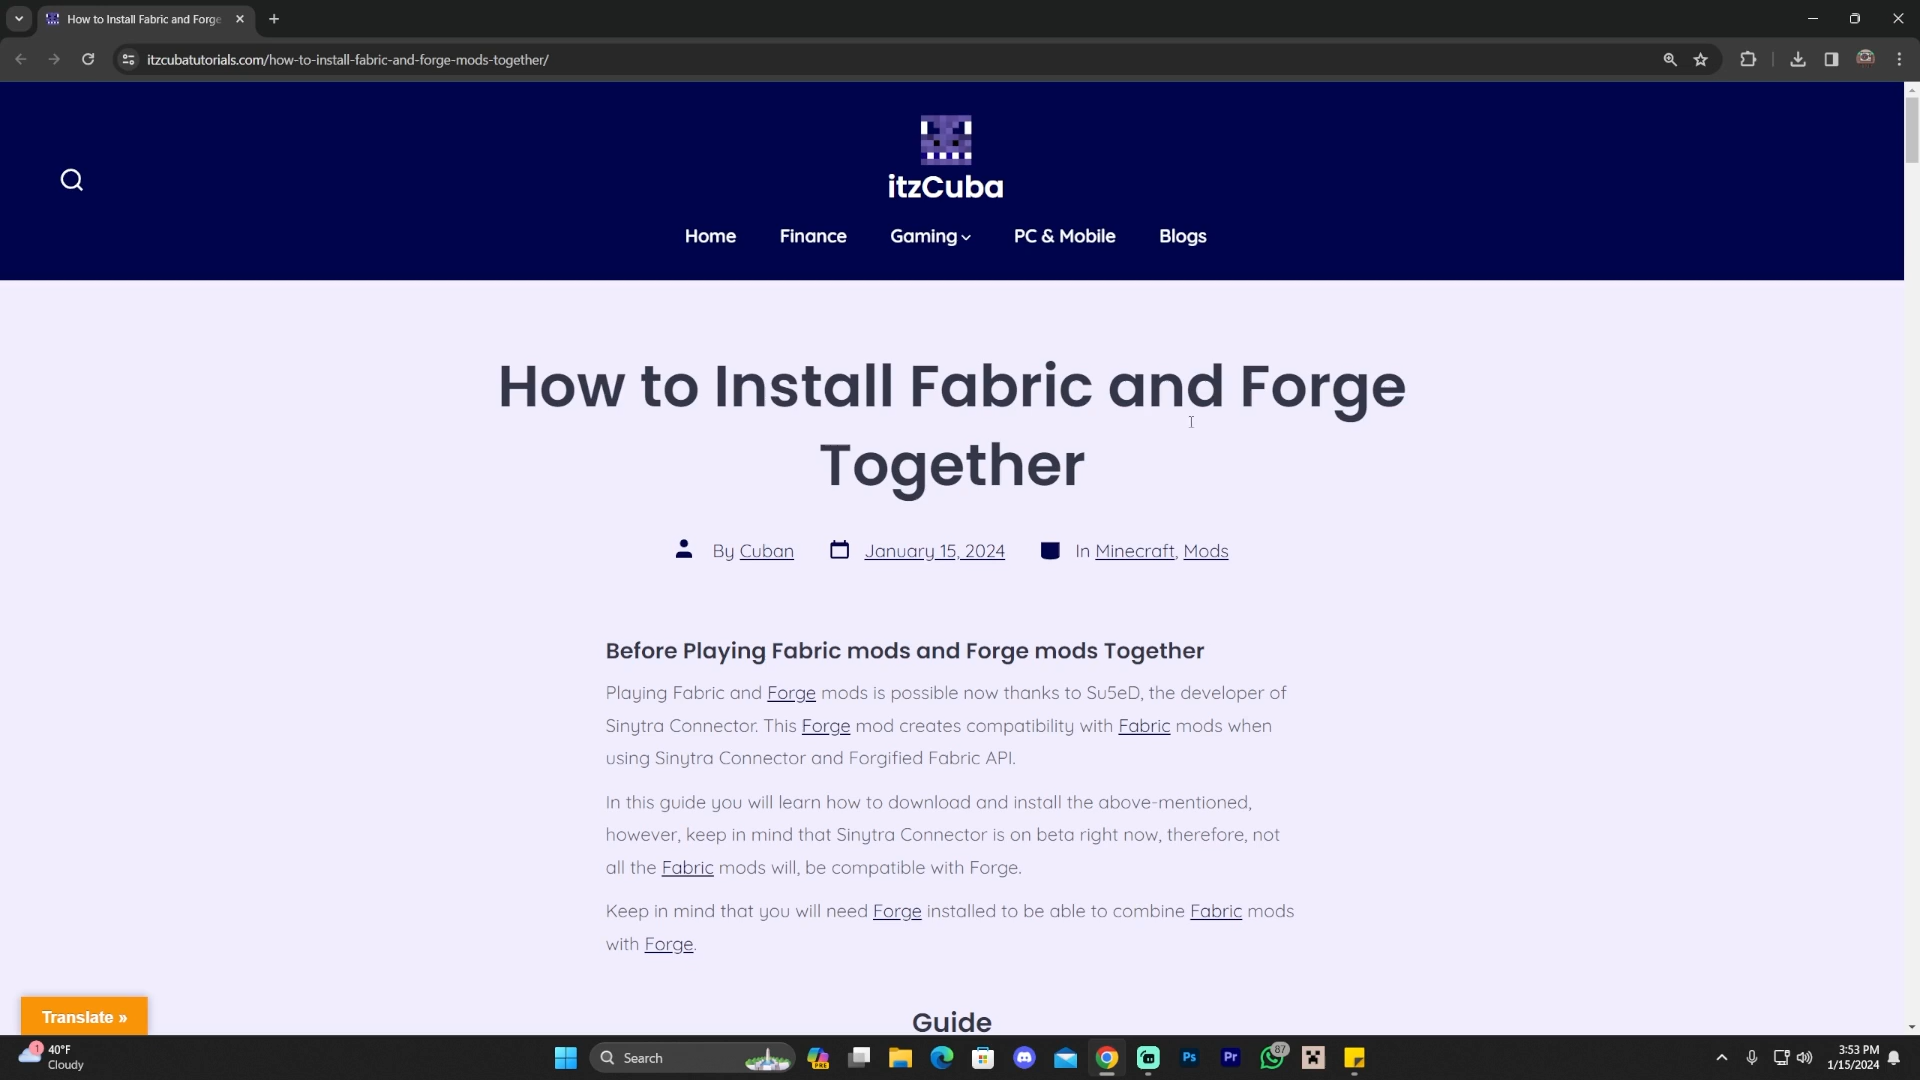 How to Install Fabric and Forge
itzcubatutorials.com/how-to-install-fabric-and-forge-mods-together/
itzCuba
Home Finance Gaming PC & Mobile Blogs
How to Install Fabric and Forge
Together
By Cuban January 15, 2024 In Minecraft, Mods
Before Playing Fabric mods and Forge mods Together
Playing Fabric and Forge mods is possible now thanks to Su5eD, the developer of
Sinytra Connector. This Forge mod creates compatibility with Fabric mods when
using Sinytra Connector and Forgified Fabric API.
In this guide you will learn how to download and install the above-mentioned,
however, keep in mind that Sinytra Connector is on beta right now, therefore, not
all the Fabric mods will, be compatible with Forge.
Keep in mind that you will need Forge installed to be able to combine Fabric mods
with Forge.
Guide
Translate »
1
40°F
Cloudy
Search
PRE
Ps
Pr
87
3:53 PM
1/15/2024